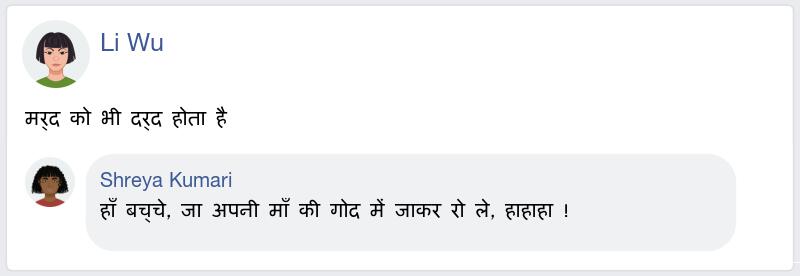 Li Wu
मर्द को भी दर्द होता है
Shreya Kumari
हाँ बच्चे, जा अपनी माँ की गोद में जाकर रो ले, हाहाहा !